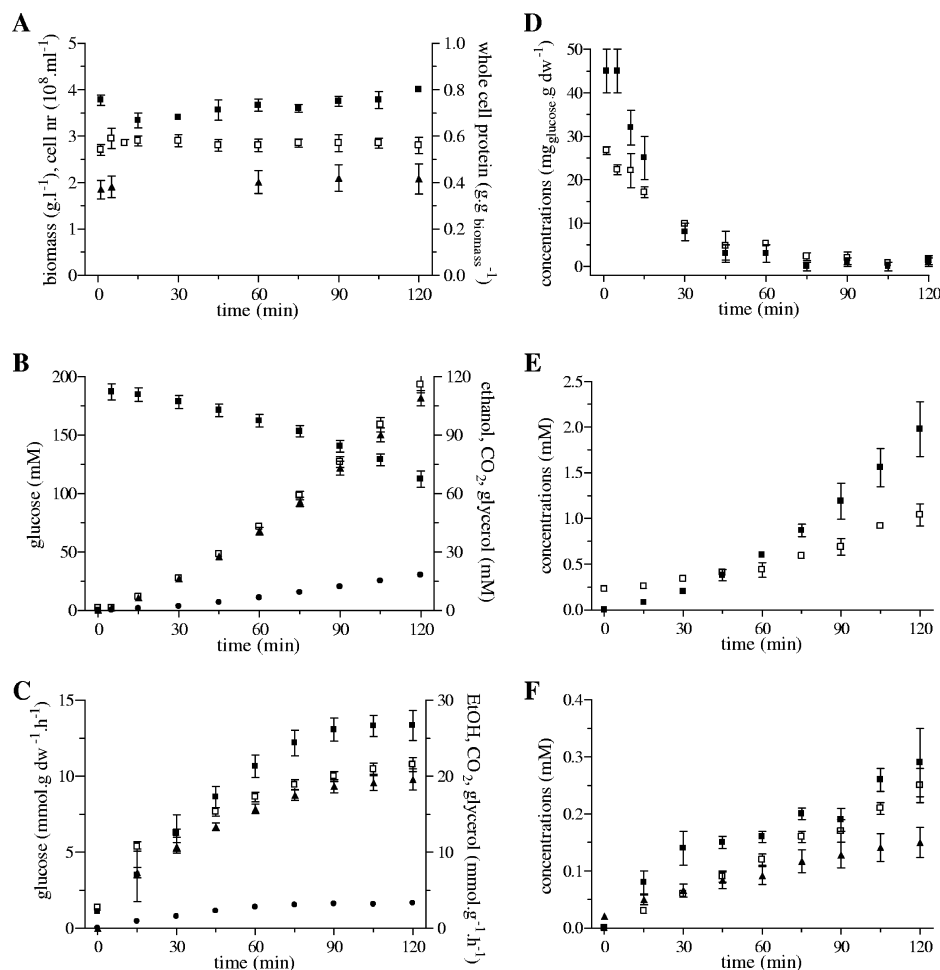 A
biomass (g.l⁻¹), cell nr (10⁸.ml⁻¹)
5
4
3
2
1
0
1.0
0.8
0.6
0.4
0.2
0.0
whole cell protein (g.g biomass⁻¹)
0 30 60 90 120
time (min)
D
concentrations (mg glucose.g dw⁻¹)
50
40
30
20
10
0
0 30 60 90 120
time (min)
B
glucose (mM)
200
150
100
50
0
120
90
60
30
0
ethanol, CO₂, glycerol (mM)
0 30 60 90 120
time (min)
E
concentrations (mM)
2.5
2.0
1.5
1.0
0.5
0.0
0 30 60 90 120
time (min)
C
glucose (mmol.g dw⁻¹.h⁻¹)
15
10
5
0
30
20
10
0
EtOH, CO₂, glycerol (mmol.g⁻¹.h⁻¹)
0 30 60 90 120
time (min)
F
concentrations (mM)
0.4
0.3
0.2
0.1
0.0
0 30 60 90 120
time (min)